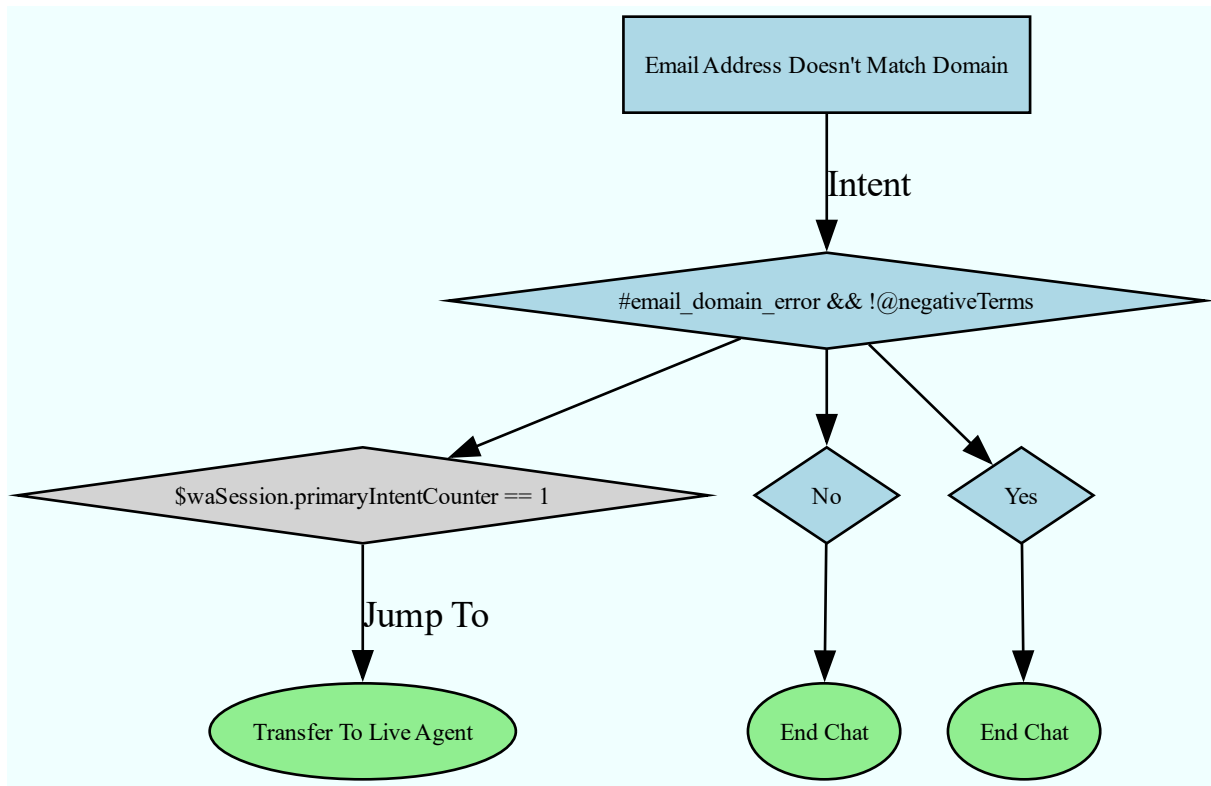 Email Address Doesn't Match Domain
Intent
#email_domain_error && !@negativeTerms
$waSession.primaryIntentCounter == 1
No
Yes
Jump To
Transfer To Live Agent
End Chat
End Chat